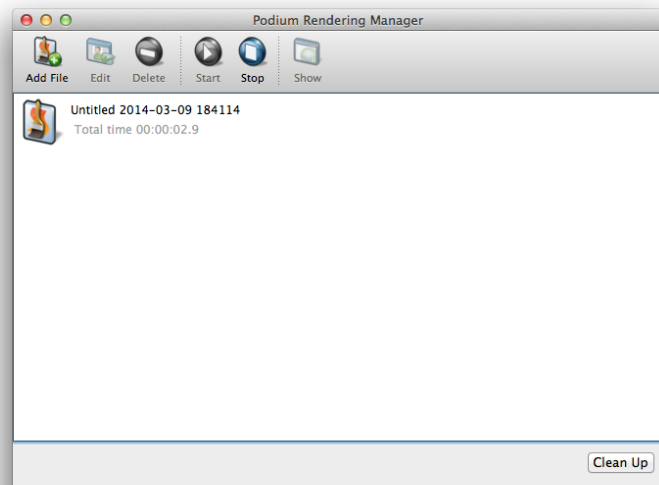 Podium Rendering Manager
Add File Edit Delete Start Stop Show
Untitled 2014-03-09 184114
Total time 00:00:02.9
Clean Up